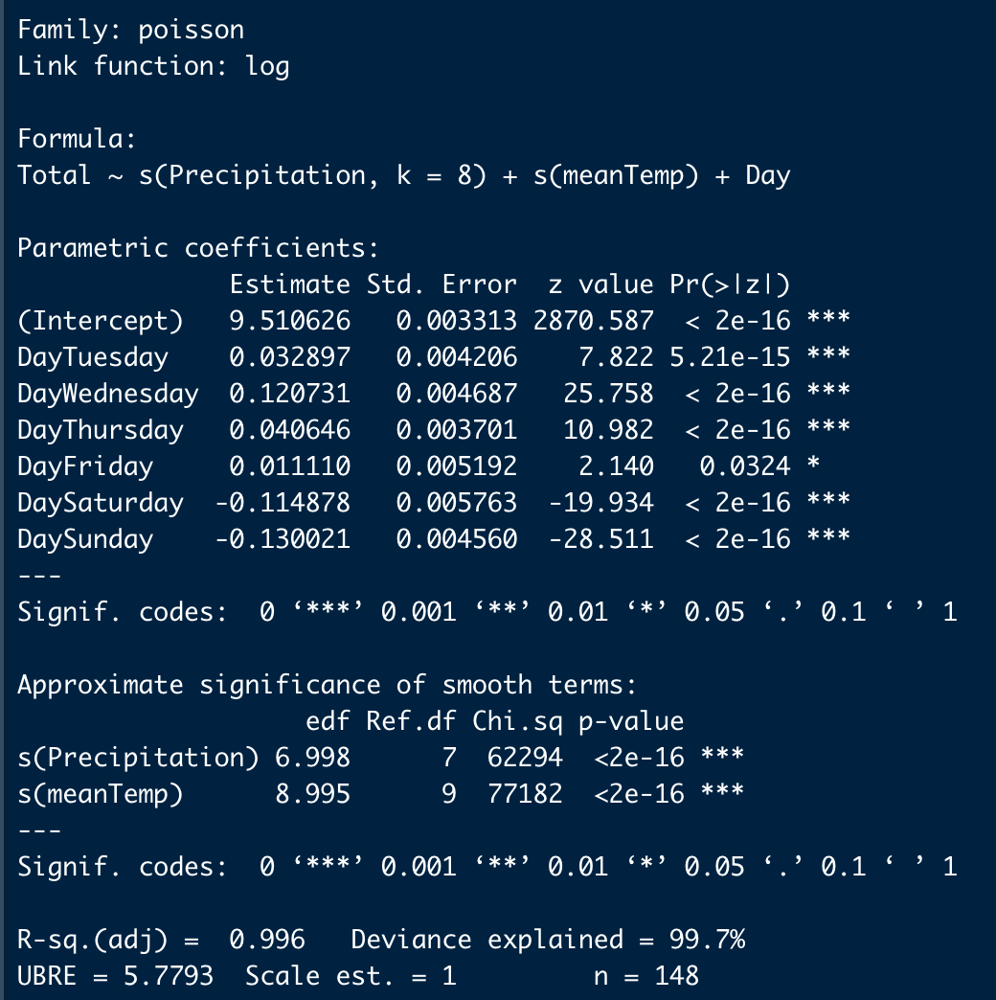 Family: poisson
Link function: log
Formula:
Total ~ s(Precipitation, k = 8) + s(meanTemp) + Day
Parametric coefficients:
Estimate Std. Error z value Pr(>|z|)
(Intercept) 9.510626 0.003313 2870.587 < 2e-16 ***
DayTuesday 0.032897 0.004206 7.822 5.21e-15 ***
DayWednesday 0.120731 0.004687 25.758 < 2e-16 ***
DayThursday 0.040646 0.003701 10.982 < 2e-16 ***
DayFriday 0.011110 0.005192 2.140 0.0324 *
DaySaturday -0.114878 0.005763 -19.934 < 2e-16 ***
DaySunday -0.130021 0.004560 -28.511 < 2e-16 ***
---
Signif. codes: 0 ‘***’ 0.001 ‘**’ 0.01 ‘*’ 0.05 ‘.’ 0.1 ‘ ’ 1
Approximate significance of smooth terms:
edf Ref.df Chi.sq p-value
s(Precipitation) 6.998 7 62294 <2e-16 ***
s(meanTemp) 8.995 9 77182 <2e-16 ***
---
Signif. codes: 0 ‘***’ 0.001 ‘**’ 0.01 ‘*’ 0.05 ‘.’ 0.1 ‘ ’ 1
R-sq.(adj) = 0.996 Deviance explained = 99.7%
UBRE = 5.7793 Scale est. = 1 n = 148